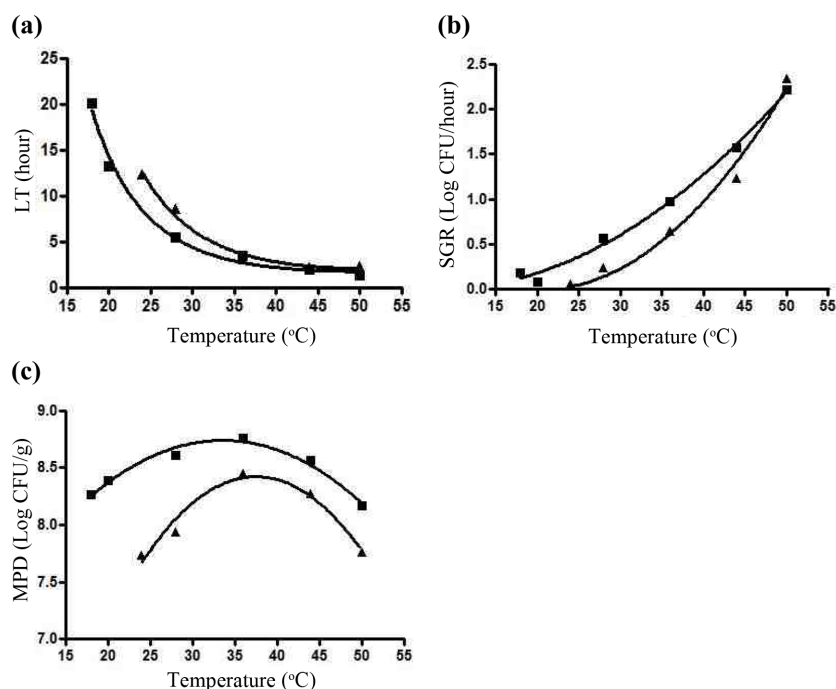 (a)
25
20
15
10
5
0
LT (hour)
15 20 25 30 35 40 45 50 55
Temperature (°C)
(b)
2.5
2.0
1.5
1.0
0.5
0.0
SGR (Log CFU/hour)
15 20 25 30 35 40 45 50 55
Temperature (°C)
(c)
9.0
8.5
8.0
7.5
7.0
MPD (Log CFU/g)
15 20 25 30 35 40 45 50 55
Temperature (°C)